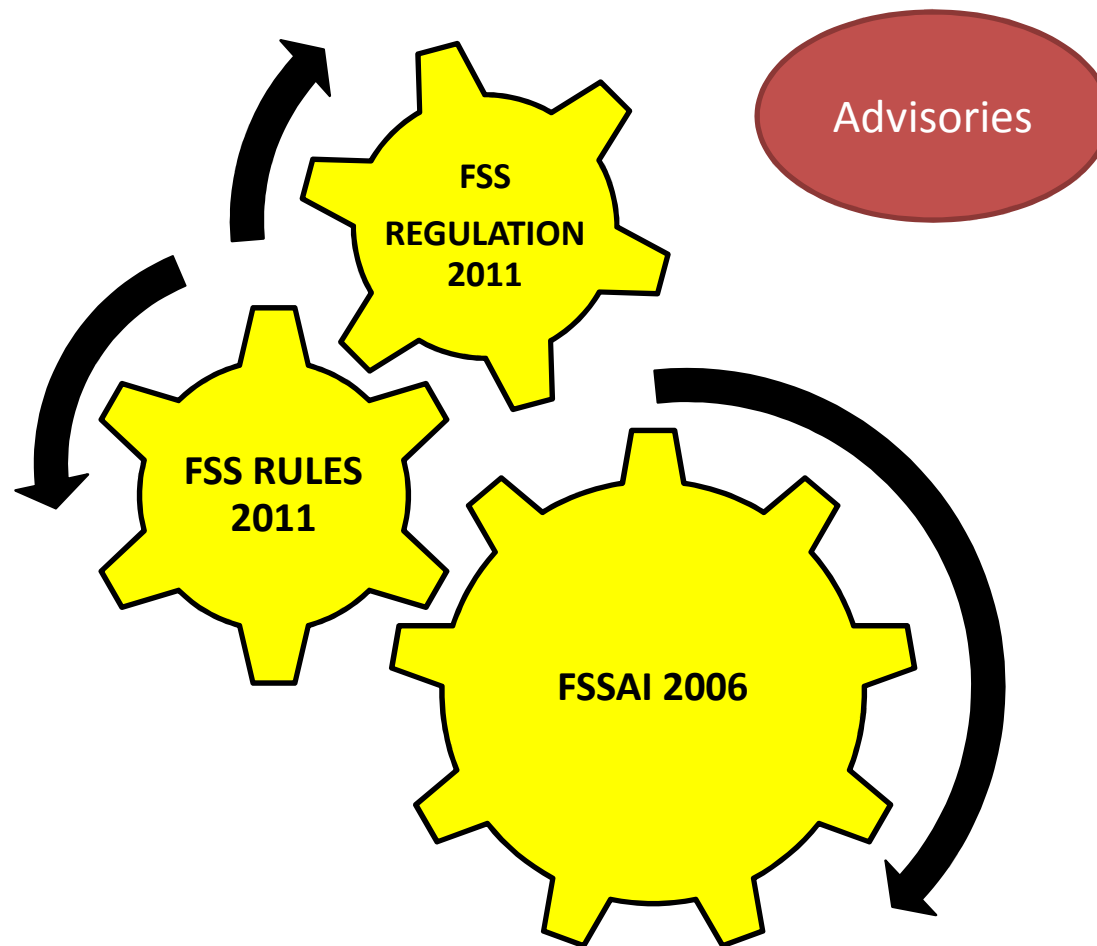 Advisories
FSS
REGULATION
2011
FSS RULES
2011
FSSAI 2006